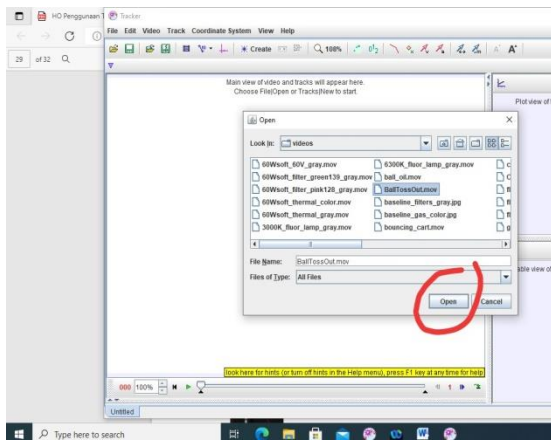 HO Penggunaan T
Tracker
File Edit Video Track Coordinate System View Help
Create
100%
29 of 32
Main view of video and tracks will appear here.
Choose File|Open or Tracks|New to start
Plot view of
Open
Look In: videos
60Wsoft_60V_gray.mov
60Wsoft_filter_green139_gray.mov
60Wsoft_filter_pink128_gray.mov
60Wsoft_thermal_color.mov
60Wsoft_thermal_gray.mov
3000K_fluor_lamp_gray.mov
6300K_fluor_lamp_gray.mov
ball_oil.mov
BallTossOut.mov
baseline_filters_gray.jpg
baseline_gas_color.jpg
bouncing_cart.mov
File Name: BallTossOut.mov
Files of Type: All Files
Open Cancel
able view of
look here for hints (or turn off hints in the Help menu), press F1 key at any time for help
000 100% 1
Untitled
Type here to search